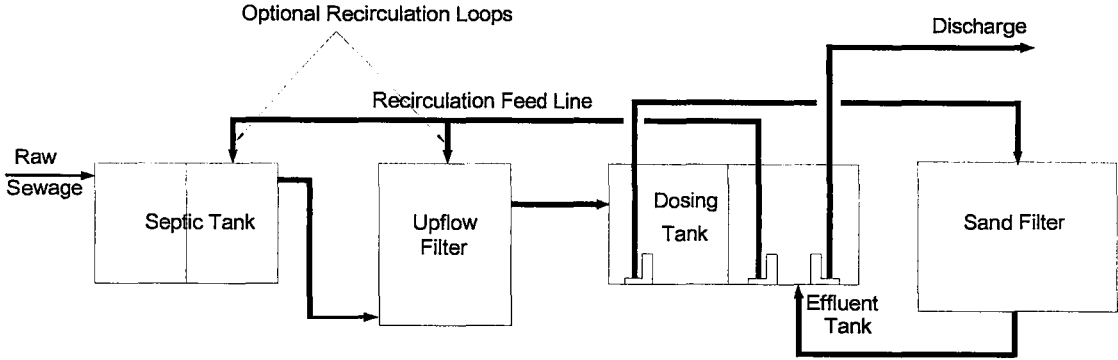 Optional Recirculation Loops
Discharge
Recirculation Feed Line
Raw
Sewage
Septic Tank
Upflow
Filter
Dosing
Tank
Sand Filter
Effluent
Tank